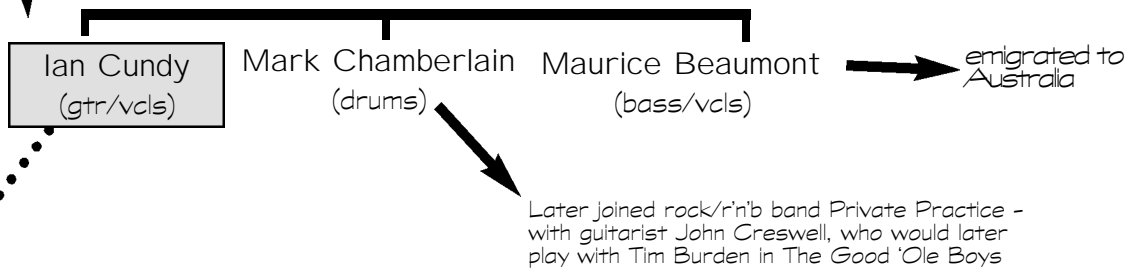 Ian Cundy
(gtr/vcls)
Mark Chamberlain
(drums)
Maurice Beaumont
(bass/vcls)
emigrated to
Australia
Later joined rock/r'n'b band Private Practice -
with guitarist John Creswell, who would later
play with Tim Burden in The Good 'Ole Boys